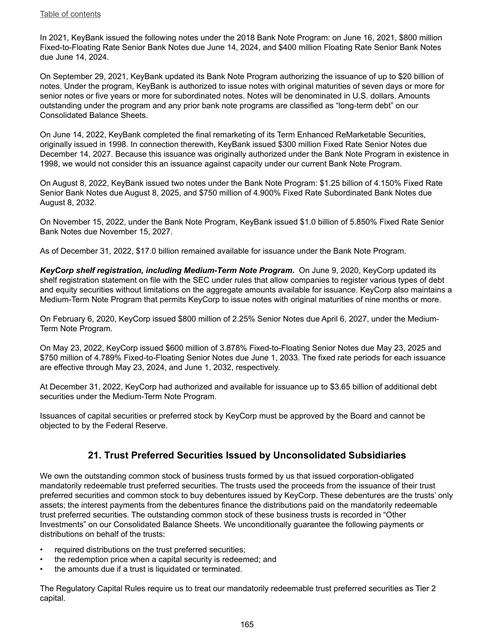 Table of contents
In 2021, KeyBank issued the following notes under the 2018 Bank Note Program: on June 16, 2021, $800 million
Fixed-to-Floating Rate Senior Bank Notes due June 14, 2024, and $400 million Floating Rate Senior Bank Notes
due June 14, 2024.
On September 29, 2021, KeyBank updated its Bank Note Program authorizing the issuance of up to $20 billion of
notes. Under the program, KeyBank is authorized to issue notes with original maturities of seven days or more for
senior notes or five years or more for subordinated notes. Notes will be denominated in U.S. dollars. Amounts
outstanding under the program and any prior bank note programs are classified as “long-term debt” on our
Consolidated Balance Sheets.
On June 14, 2022, KeyBank completed the final remarketing of its Term Enhanced ReMarketable Securities,
originally issued in 1998. In connection therewith, KeyBank issued $300 million Fixed Rate Senior Notes due
December 14, 2027. Because this issuance was originally authorized under the Bank Note Program in existence in
1998, we would not consider this an issuance against capacity under our current Bank Note Program.
On August 8, 2022, KeyBank issued two notes under the Bank Note Program: $1.25 billion of 4.150% Fixed Rate
Senior Bank Notes due August 8, 2025, and $750 million of 4.900% Fixed Rate Subordinated Bank Notes due
August 8, 2032.
On November 15, 2022, under the Bank Note Program, KeyBank issued $1.0 billion of 5.850% Fixed Rate Senior
Bank Notes due November 15, 2027.
As of December 31, 2022, $17.0 billion remained available for issuance under the Bank Note Program.
KeyCorp shelf registration, including Medium-Term Note Program. On June 9, 2020, KeyCorp updated its
shelf registration statement on file with the SEC under rules that allow companies to register various types of debt
and equity securities without limitations on the aggregate amounts available for issuance. KeyCorp also maintains a
Medium-Term Note Program that permits KeyCorp to issue notes with original maturities of nine months or more.
On February 6, 2020, KeyCorp issued $800 million of 2.25% Senior Notes due April 6, 2027, under the Medium-
Term Note Program.
On May 23, 2022, KeyCorp issued $600 million of 3.878% Fixed-to-Floating Senior Notes due May 23, 2025 and
$750 million of 4.789% Fixed-to-Floating Senior Notes due June 1, 2033. The fixed rate periods for each issuance
are effective through May 23, 2024, and June 1, 2032, respectively.
At December 31, 2022, KeyCorp had authorized and available for issuance up to $3.65 billion of additional debt
securities under the Medium-Term Note Program.
Issuances of capital securities or preferred stock by KeyCorp must be approved by the Board and cannot be
objected to by the Federal Reserve.
21. Trust Preferred Securities Issued by Unconsolidated Subsidiaries
We own the outstanding common stock of business trusts formed by us that issued corporation-obligated
mandatorily redeemable trust preferred securities. The trusts used the proceeds from the issuance of their trust
preferred securities and common stock to buy debentures issued by KeyCorp. These debentures are the trusts’ only
assets; the interest payments from the debentures finance the distributions paid on the mandatorily redeemable
trust preferred securities. The outstanding common stock of these business trusts is recorded in “Other
Investments” on our Consolidated Balance Sheets. We unconditionally guarantee the following payments or
distributions on behalf of the trusts:
• required distributions on the trust preferred securities;
• the redemption price when a capital security is redeemed; and
• the amounts due if a trust is liquidated or terminated.
The Regulatory Capital Rules require us to treat our mandatorily redeemable trust preferred securities as Tier 2
capital.
165